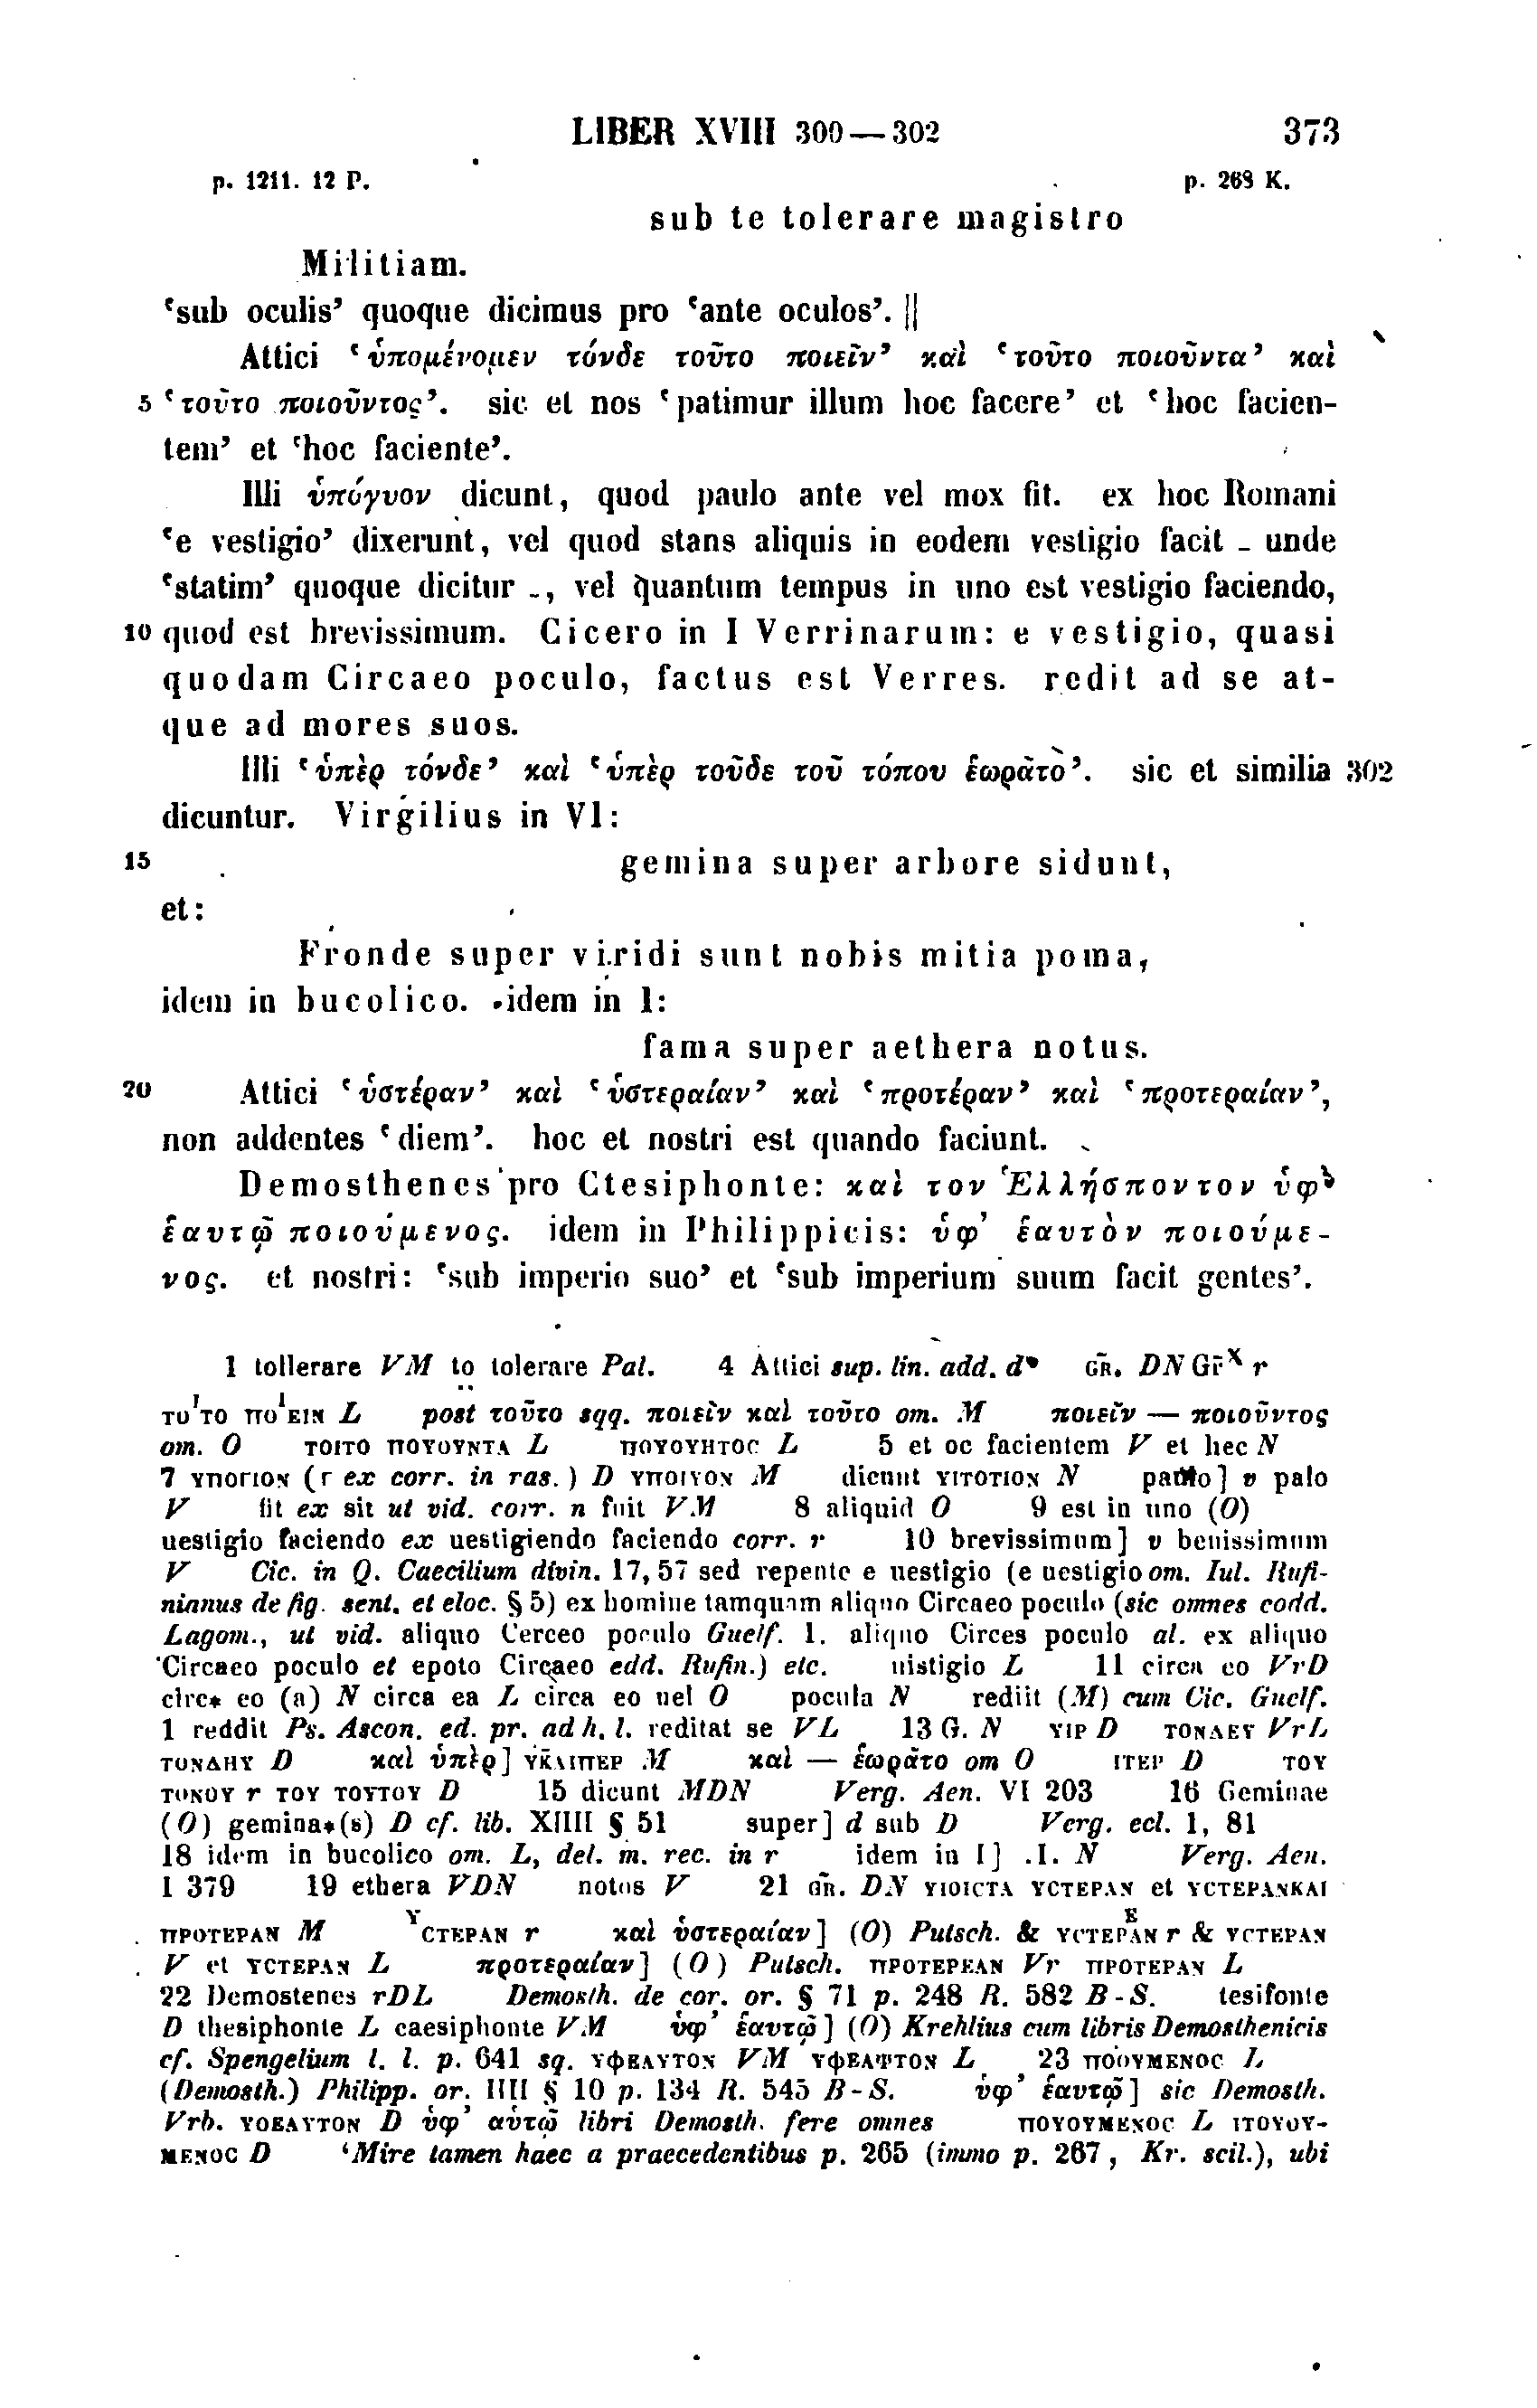 LIBER XVIII 300—302 373
p. 1211. 12 P. p. 268 K.
sub te tolerare magistro
Militiam.
‘sub oculis’ quoque dicimus pro ‘ante oculos’. ||
Attici ‘ὑπομένομεν τόνδε τοῦτο ποιεῖν’ καὶ ‘τοῦτο ποιοῦντα’ καὶ
5 ‘τοῦτο ποιοῦντος’. sic et nos ‘patimur illum hoc facere’ et ‘hoc facien-
tem’ et ‘hoc faciente’.
Illi ὑπόγυον dicunt, quod paulo ante vel mox fit. ex hoc Romani
‘e vestigio’ dixerunt, vel quod stans aliquis in eodem vestigio facit – unde
‘statim’ quoque dicitur –, vel quantum tempus in uno est vestigio faciendo,
10 quod est brevissimum. Cicero in I Verrinarum: e vestigio, quasi
quodam Circaeo poculo, factus est Verres. redit ad se at-
que ad mores suos.
Illi ‘ὑπὲρ τόνδε’ καὶ ‘ὑπὲρ τοῦδε τοῦ τόπου ἑωρᾶτο’. sic et similia 302
dicuntur. Virgilius in VI:
15 gemina super arbore sidunt,
et:
Fronde super viridi sunt nobis mitia poma,
idem in bucolico. idem in I:
fama super aethera notus.
20 Attici ‘ὑστέραν’ καὶ ‘ὑστεραίαν’ καὶ ‘προτέραν’ καὶ ‘προτεραίαν’,
non addentes ‘diem’. hoc et nostri est quando faciunt.
Demosthenes pro Ctesiphonte: καὶ τον Ἑλλήσποντον ὑφ’
ἑαυτῷ ποιούμενος. idem in Philippicis: ὑφ’ ἑαυτὸν ποιούμε-
νος. et nostri: ‘sub imperio suo’ et ‘sub imperium suum facit gentes’.
1 tollerare VM to tolerare Pal. 4 Attici sup. lin. add. d GR. DN Gr̄x r
ΤΟΙΤΟ ΠΟΙΕΙΝ L post τοῦτο sqq. ποιεῖν καὶ τοῦτο om. M ποιεῖν — ποιοῦντος
om. O ΤΟΙΤΟ ΠΟΥΟΥΝΤΑ L ΠΟΥΟΥΗΤΟC L 5 et oc facientem V et hec N
7 ΥΠΟΓΙΟΝ (Γ ex corr. in ras.) D ΥΠΟΙΥΟΝ M dicunt ΥΙΤΟΤΙΟΝ N paulo] v palo
V fit ex sit ut vid. corr. n fuit VM 8 aliquid O 9 est in uno (O)
uestigio faciendo ex uestigiendo faciendo corr. r 10 brevissimum] v benissimum
V Cic. in Q. Caecilium divin. 17, 57 sed repente e uestigio (e uestigio om. Iul. Rufi-
nianus de fig. sent. et eloc. § 5) ex homine tamquam aliquo Circaeo poculo (sic omnes codd.
Lagom., ut vid. aliquo Cerceo poculo Guelf. 1. aliquo Circes poculo al. ex aliquo
Circaeo poculo et epoto Circaeo edd. Rufin.) etc. uistigio L 11 circa eo VrD
circ* eo (a) N circa ea L circa eo uel O pocula N rediit (M) cum Cic. Guelf.
1 reddit Ps. Ascon. ed. pr. ad h. l. reditat se VL 13 G. N ΥΙΡ D ΤΟΝΔΕΥ VrL
ΤΟΝΔΗΥ D καὶ ὑπὲρ] ΥΚΑΙΠΕΡ M καὶ — ἑωρᾶτο om O ΙΤΕΡ D ΤΟΥ
ΤΟΝΟΥ r ΤΟΥ ΤΟΥΤΟΥ D 15 dicunt MDN Verg. Aen. VI 203 16 Geminae
(O) gemina*(s) D cf. lib. XIIII § 51 super] d sub D Verg. ecl. 1, 81
18 idem in bucolico om. L, del. m. rec. in r idem in I] .I. N Verg. Aen.
I 379 19 ethera VDN notos V 21 GR. DN ΥΙΟΙCΤΑ ΥCΤΕΡΑΝ et ΥCΤΕΡΑΝΚΑΙ
ΠΡΟΤΕΡΑΝ M ΥCΤΕΡΑΝ r καὶ ὑστεραίαν] (O) Putsch. & ΥCΤΕΡΕΑΝ r & ΥCΤΕΡΑΝ
V et ΥCΤΕΡΑΝ L προτεραίαν] (O) Putsch. ΠΡΟΤΕΡΕΑΝ Vr ΠΡΟΤΕΡΑΝ L
22 Demostenes rDL Demosth. de cor. or. § 71 p. 248 R. 582 B-S. tesifonte
D thesiphonte L caesiphonte VM ὑφ’ ἑαυτῷ] (O) Krehlius cum libris Demosthenicis
cf. Spengelium l. l. p. 641 sq. ΥΦΕΑΥΤΟΝ VM ΥΦΕΑΨΤΟΝ L 23 ΠΟΟΥΜΕΝΟC L
(Demosth.) Philipp. or. IIII § 10 p. 134 R. 545 B-S. ὑφ’ ἑαυτῷ] sic Demosth.
Vrb. ΥΟΕΑΥΤΟΝ D ὑφ’ αὑτῷ libri Demosth. fere omnes ΠΟΥΟΥΜΕΝΟC L ΙΤΟΥΟΥ-
ΜΕΝΟC D ‘Mire tamen haec a praecedentibus p. 265 (immo p. 267, Kr. scil.), ubi